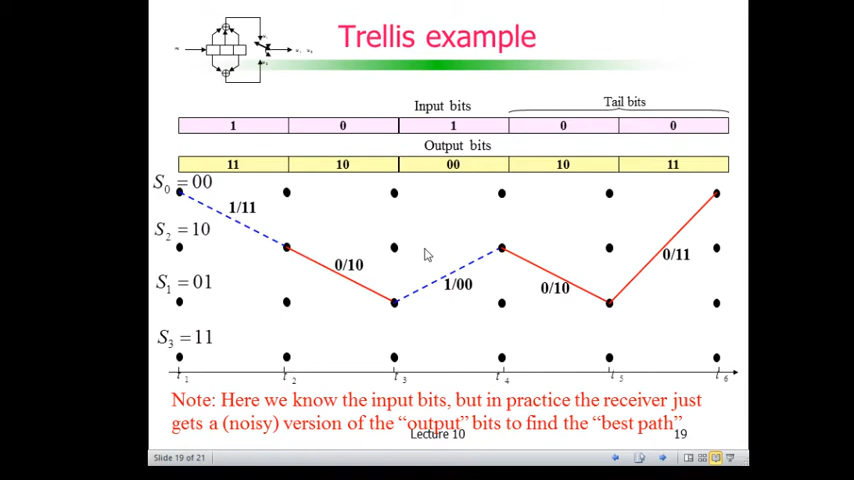 Trellis example
Input bits
Tail bits
1 0 1 0 0
Output bits
11 10 00 10 11
S0 = 00
1/11
S2 = 10
0/10
0/11
S1 = 01
1/00
0/10
S3 = 11
t1 t2 t3 t4 t5 t6
Note: Here we know the input bits, but in practice the receiver just
gets a (noisy) version of the “output” bits to find the “best path”
Lecture 10
19
Slide 19 of 21